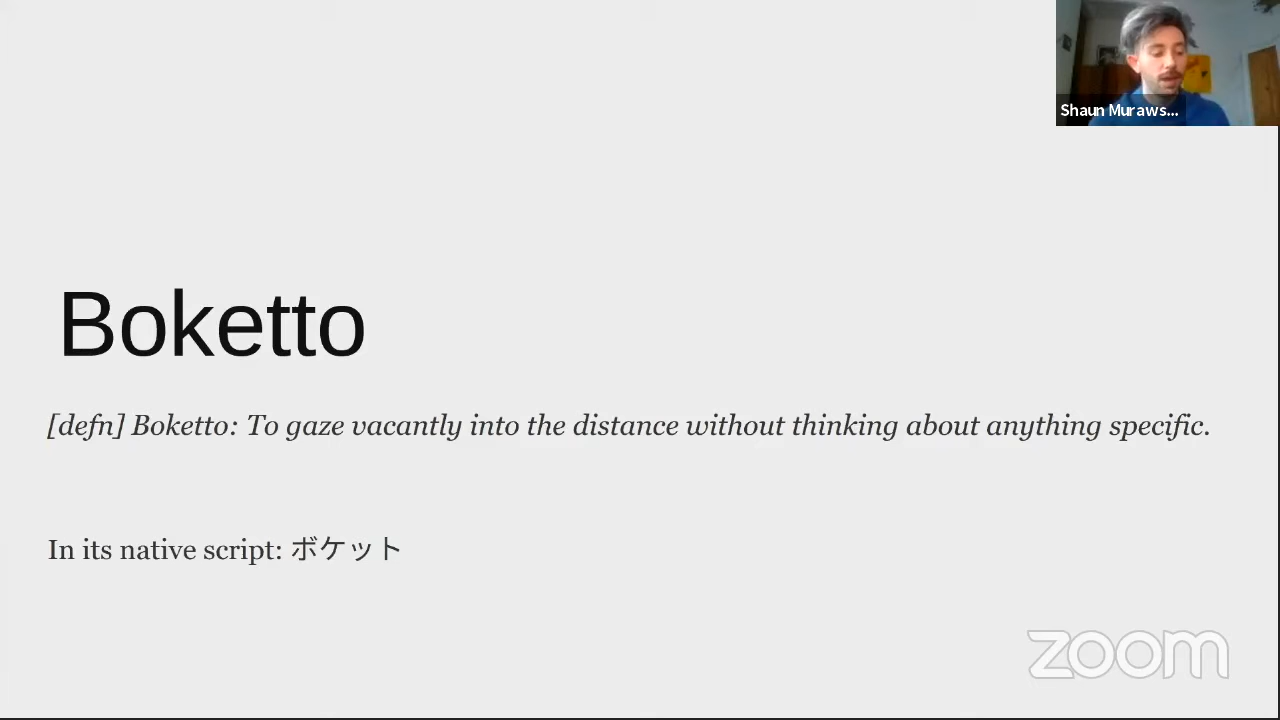 Shaun Muraws...
Boketto
[defn] Boketto: To gaze vacantly into the distance without thinking about anything specific.
In its native script: ボケット
zoom